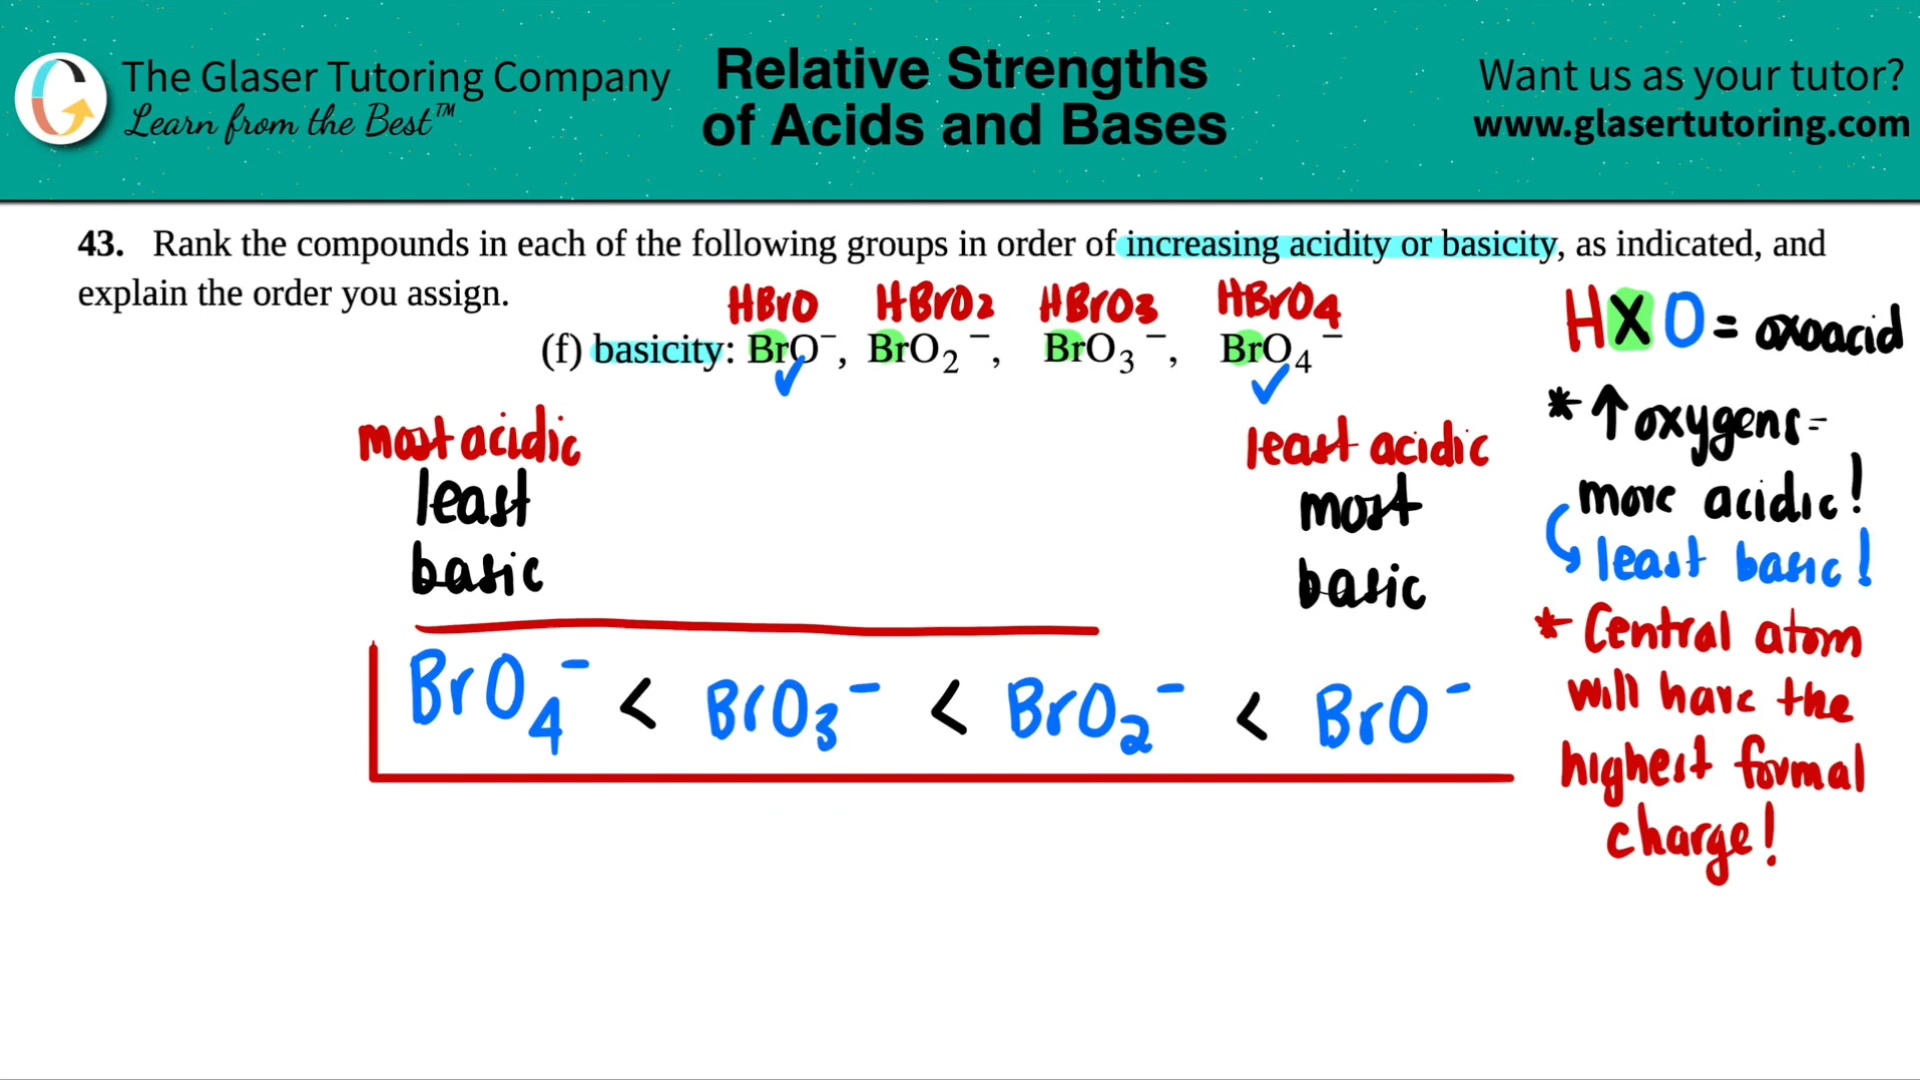 The Glaser Tutoring Company
Learn from the Best™
Relative Strengths
of Acids and Bases
Want us as your tutor?
www.glasertutoring.com
43. Rank the compounds in each of the following groups in order of increasing acidity or basicity, as indicated, and
explain the order you assign.
HBrO HBrO2 HBrO3 HBrO4
(f) basicity: BrO⁻, BrO₂⁻, BrO₃⁻, BrO₄⁻
HXO = oxoacid
* ↑ oxygens =
more acidic!
least basic!
* Central atom
will have the
highest formal
charge!
most acidic
least
basic
least acidic
most
basic
BrO₄⁻ < BrO₃⁻ < BrO₂⁻ < BrO⁻